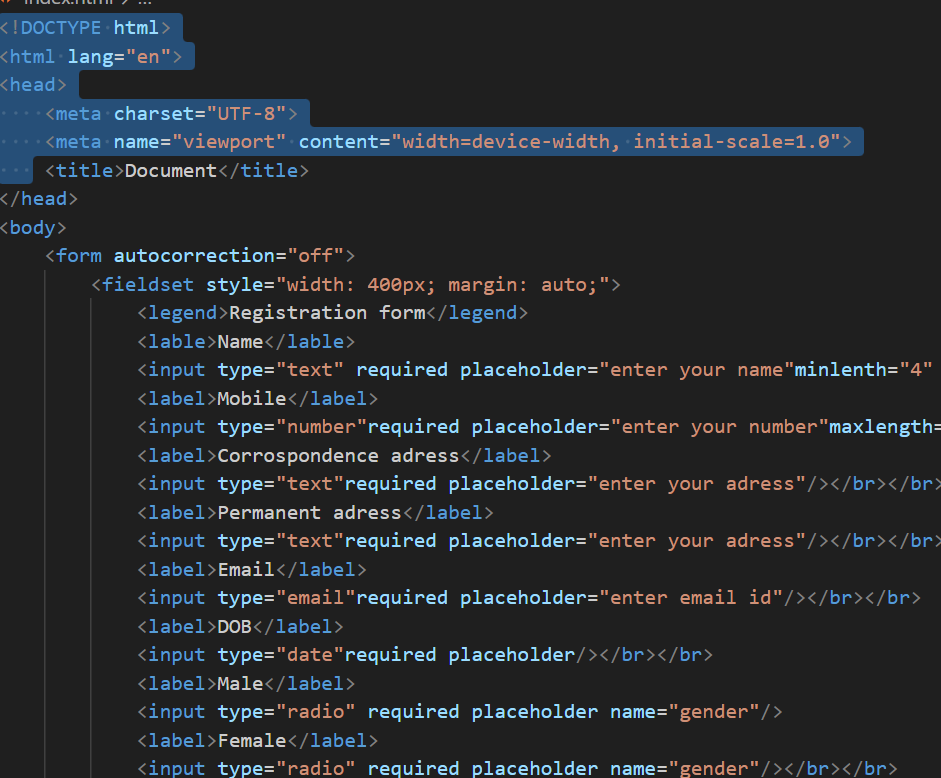 index.html > ...
<!DOCTYPE html>
<html lang="en">
<head>
    <meta charset="UTF-8">
    <meta name="viewport" content="width=device-width, initial-scale=1.0">
    <title>Document</title>
</head>
<body>
    <form autocorrection="off">
        <fieldset style="width: 400px; margin: auto;">
            <legend>Registration form</legend>
            <lable>Name</lable>
            <input type="text" required placeholder="enter your name"minlenth="4"
            <label>Mobile</label>
            <input type="number"required placeholder="enter your number"maxlength=
            <label>Corrospondence adress</label>
            <input type="text"required placeholder="enter your adress"/></br></br>
            <label>Permanent adress</label>
            <input type="text"required placeholder="enter your adress"/></br></br>
            <label>Email</label>
            <input type="email"required placeholder="enter email id"/></br></br>
            <label>DOB</label>
            <input type="date"required placeholder/></br></br>
            <label>Male</label>
            <input type="radio" required placeholder name="gender"/>
            <label>Female</label>
            <input type="radio" required placeholder name="gender"/></br></br>